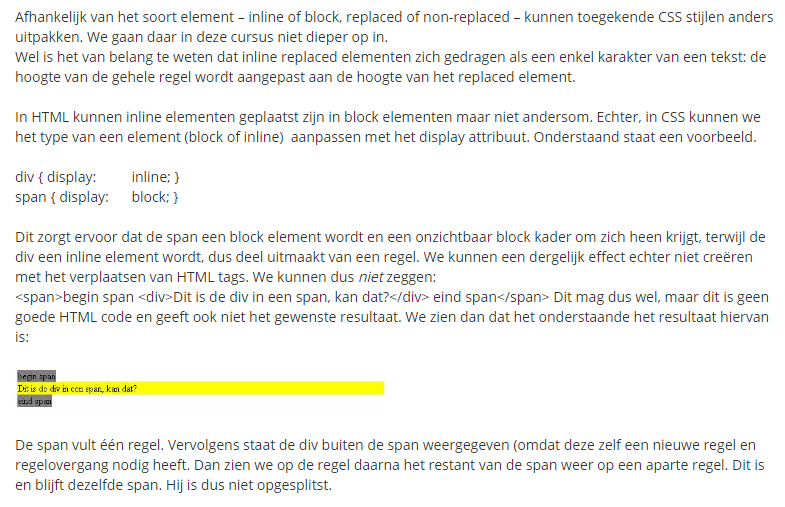 Afhankelijk van het soort element – inline of block, replaced of non-replaced – kunnen toegekende CSS stijlen anders
uitpakken. We gaan daar in deze cursus niet dieper op in.
Wel is het van belang te weten dat inline replaced elementen zich gedragen als een enkel karakter van een tekst: de
hoogte van de gehele regel wordt aangepast aan de hoogte van het replaced element.
In HTML kunnen inline elementen geplaatst zijn in block elementen maar niet andersom. Echter, in CSS kunnen we
het type van een element (block of inline)  aanpassen met het display attribuut. Onderstaand staat een voorbeeld.
div { display: inline; }
span { display: block; }
Dit zorgt ervoor dat de span een block element wordt en een onzichtbaar block kader om zich heen krijgt, terwijl de
div een inline element wordt, dus deel uitmaakt van een regel. We kunnen een dergelijk effect echter niet creëren
met het verplaatsen van HTML tags. We kunnen dus niet zeggen:
<span>begin span <div>Dit is de div in een span, kan dat?</div> eind span</span> Dit mag dus wel, maar dit is geen
goede HTML code en geeft ook niet het gewenste resultaat. We zien dan dat het onderstaande het resultaat hiervan
is:
begin span
Dit is de div in een span, kan dat?
eind span
De span vult één regel. Vervolgens staat de div buiten de span weergegeven (omdat deze zelf een nieuwe regel en
regelovergang nodig heeft. Dan zien we op de regel daarna het restant van de span weer op een aparte regel. Dit is
en blijft dezelfde span. Hij is dus niet opgesplitst.